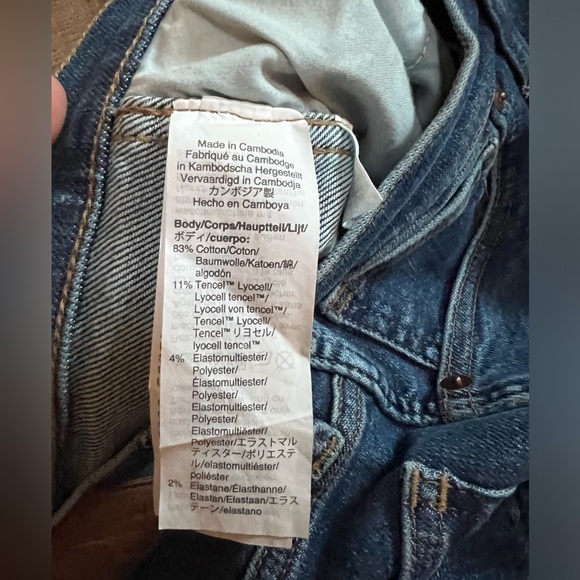 Made in Cambodia
Fabriqué au Cambodge
in Kambodscha Hergestellt
Vervaardigd in Cambodja
カンボジア製
Hecho en Camboya
Body/Corps/Hauptteil/Lijf/
ボディ/cuerpo:
83% Cotton/Coton/
Baumwolle/Katoen/綿/
algodón
11% Tencel™ Lyocell/
Lyocell tencel™/
Lyocell von tencel™/
Tencel™ Lyocell/
Tencel™ リヨセル/
lyocell tencel™
4% Elastomultiester/
Polyester/
Élastomultiester/
Polyester/
Elastomultiester/
Polyester/
Elastomultiester/
Polyester/エラストマル
ティスター/ポリエステ
ル/elastomultiéster/
poliéster
2% Elastane/Élasthanne/
Elastan/Elastaan/エラス
テーン/elastano